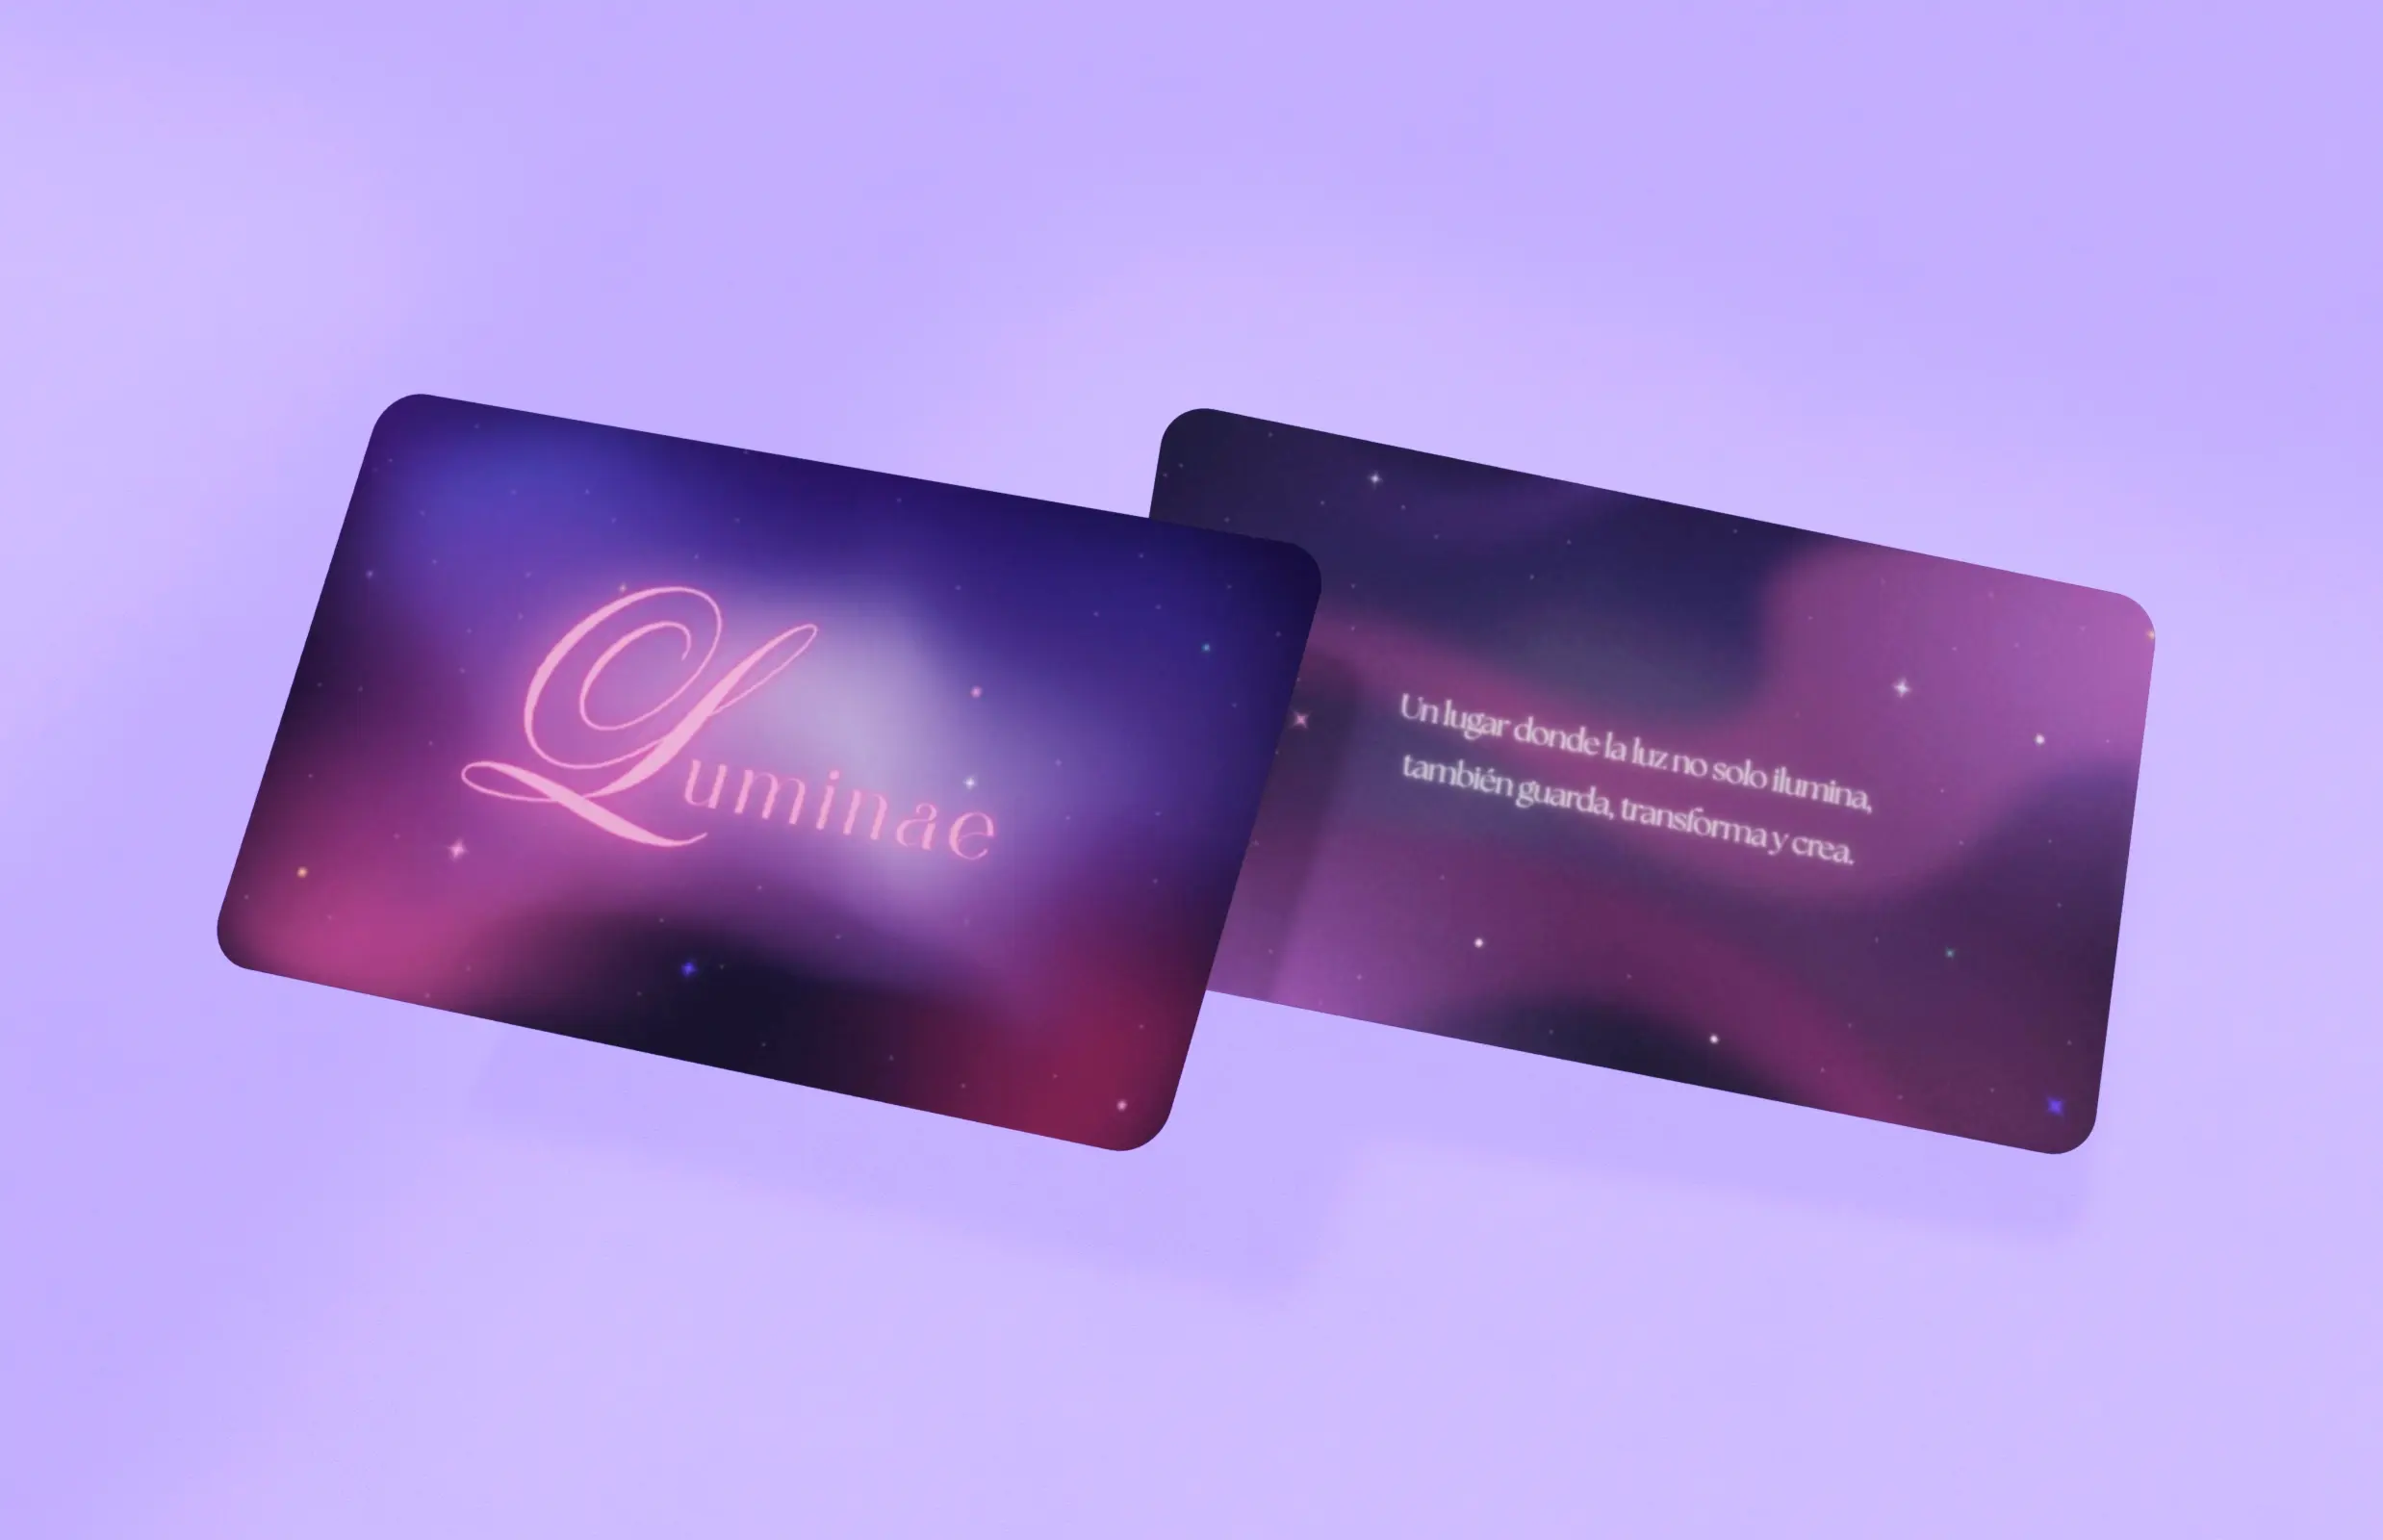 Luminae
Un lugar donde la luz no solo ilumina,
también guarda, transforma y crea.